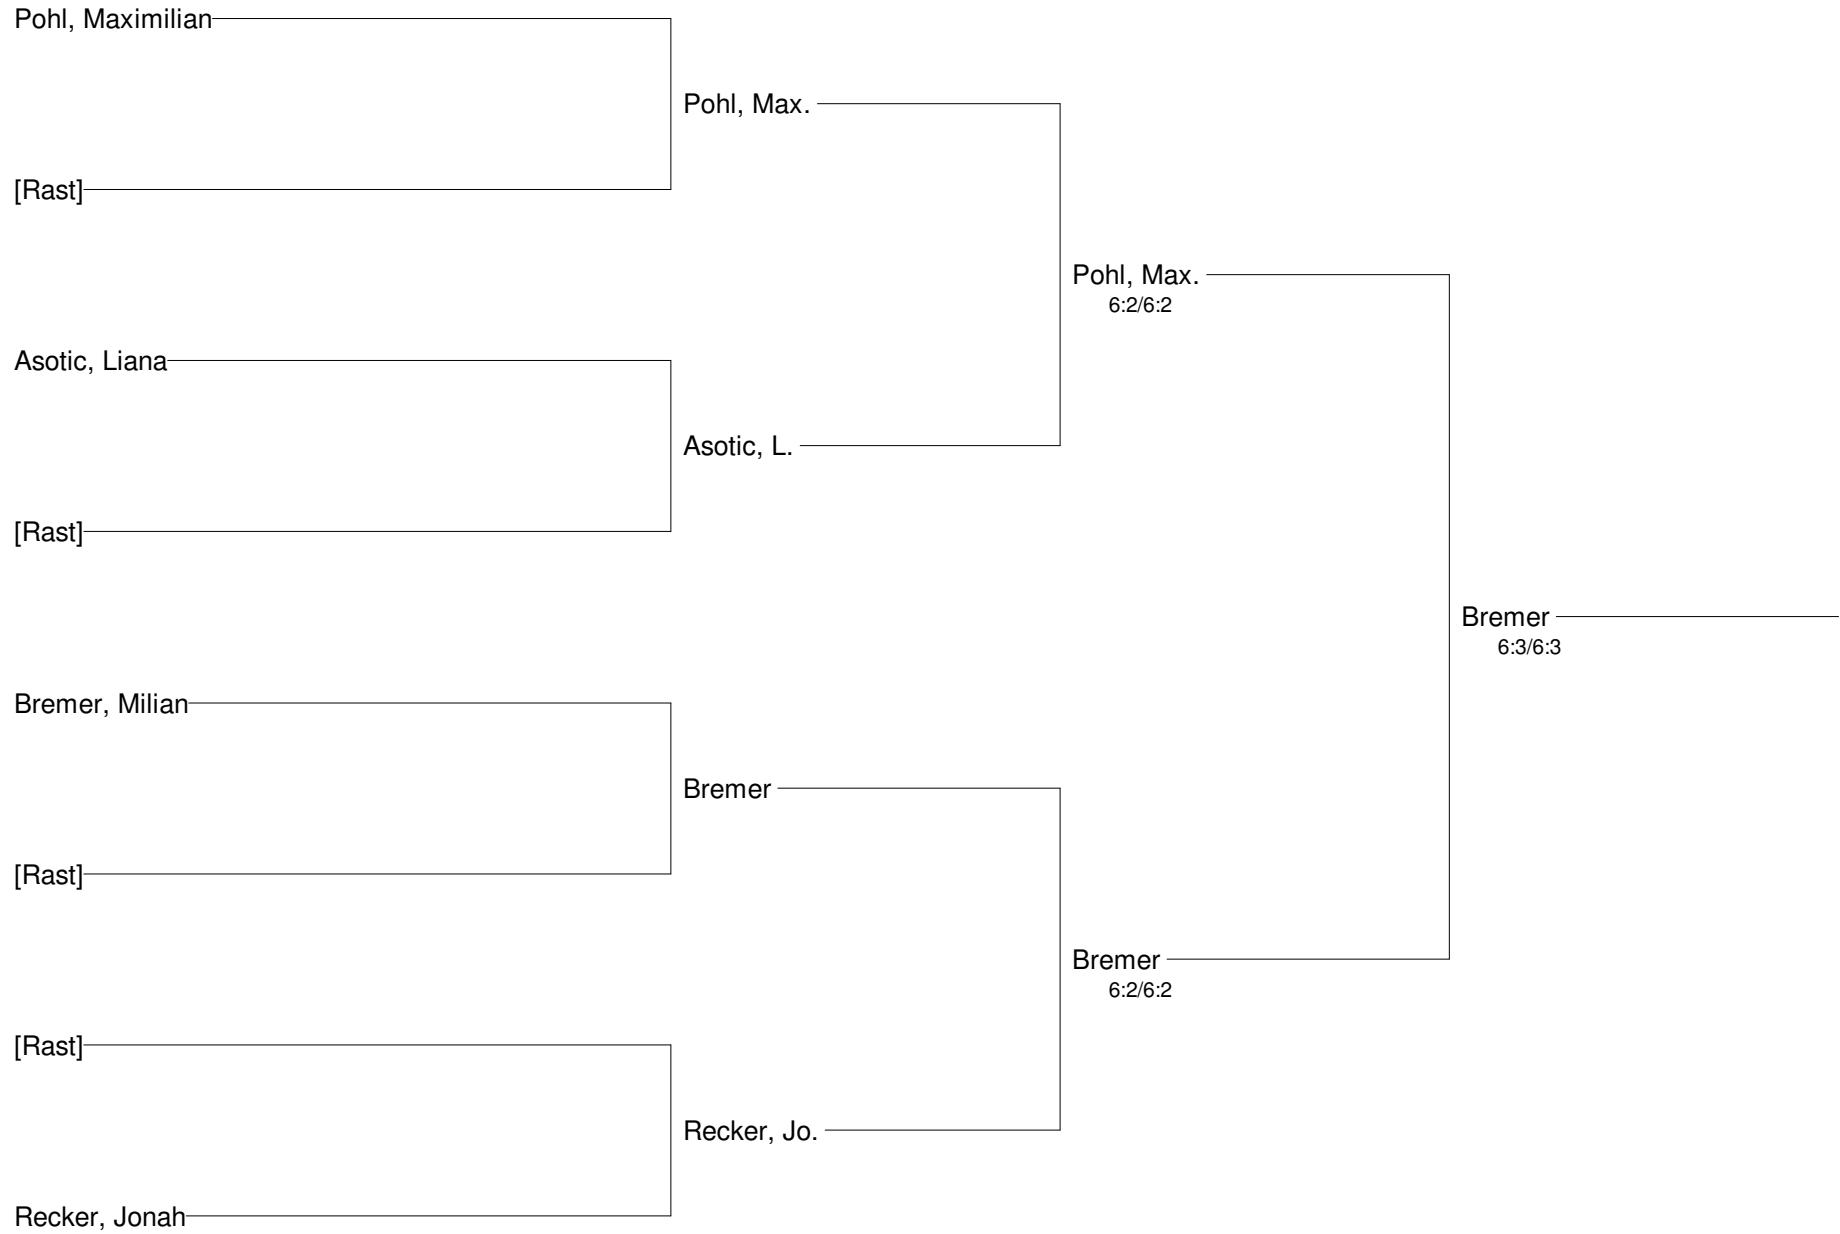 Pohl, Maximilian
[Rast]
Asotic, Liana
[Rast]
Bremer, Milian
[Rast]
[Rast]
Recker, Jonah
Pohl, Max.
Asotic, L.
Bremer
Recker, Jo.
Pohl, Max.
6:2/6:2
Bremer
6:2/6:2
Bremer
6:3/6:3